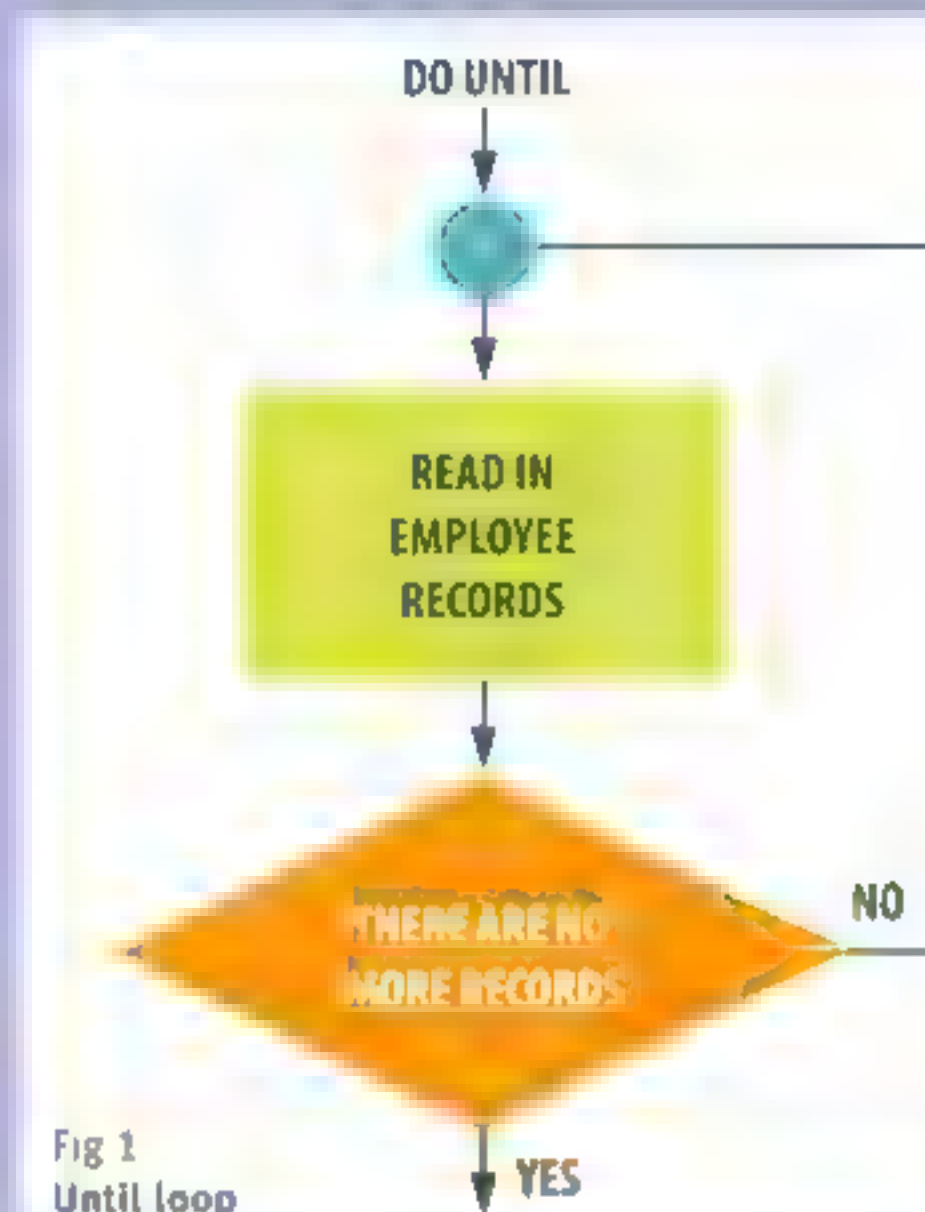 DO UNTIL
READ IN
EMPLOYEE
RECORDS
THERE ARE NO
MORE RECORDS
NO
YES
Fig 1
Until loop